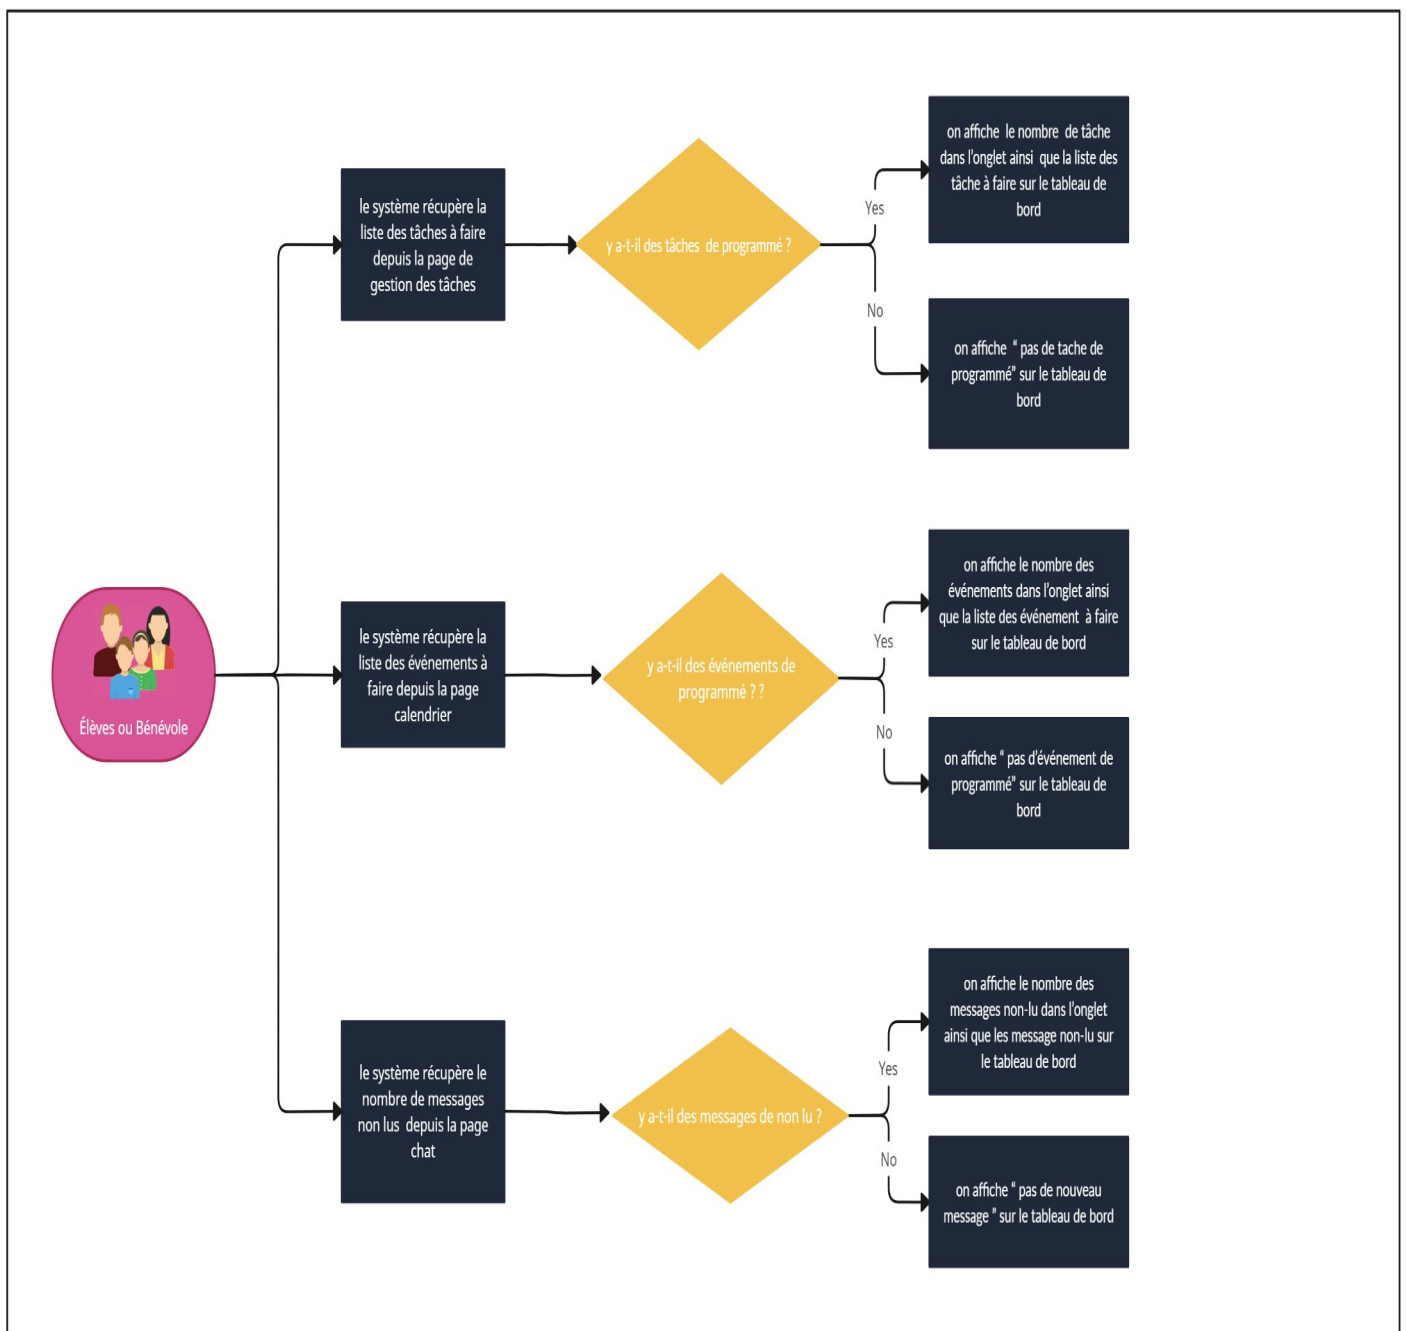 on affiche  le nombre  de tâche
dans l'onglet ainsi  que la liste des
tâche à faire sur le tableau de
bord
le système récupère la
liste des tâches à faire
depuis la page de
gestion des tâches
y a-t-il des tâches  de programmé ?
Yes
No
on affiche  “ pas de tache de
programmé” sur le tableau de
bord
on affiche le nombre des
événements dans l'onglet ainsi
que la liste des événement  à faire
sur le tableau de bord
Élèves ou Bénévole
le système récupère la
liste des événements à
faire depuis la page
calendrier
y a-t-il des événements de
programmé ? ?
Yes
No
on affiche “ pas d'événement de
programmé” sur le tableau de
bord
on affiche le nombre des
messages non-lu dans l'onglet
ainsi que les message non-lu sur
le tableau de bord
le système récupère le
nombre de messages
non lus  depuis la page
chat
y a-t-il des messages de non lu ?
Yes
No
on affiche “ pas de nouveau
message ” sur le tableau de bord